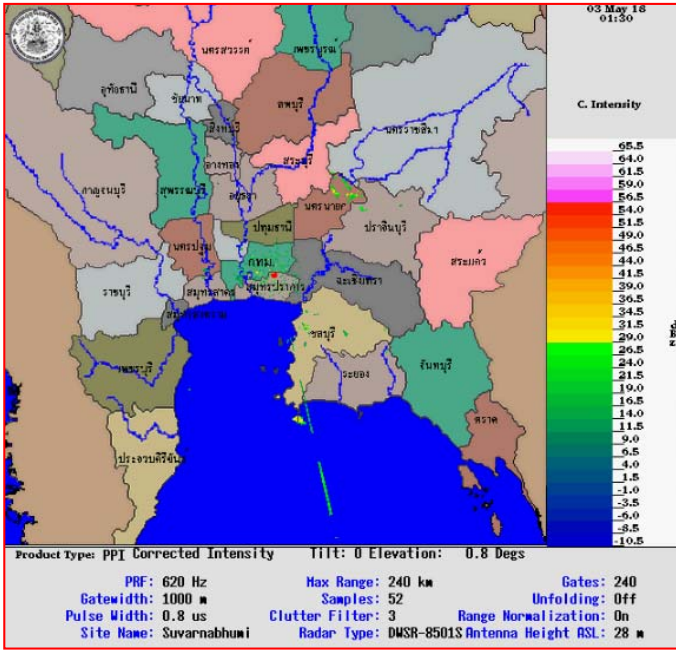 03 May 18
01:30
C. Intensity
นครสวรรค์
เพชรบูรณ์
อุทัยธานี
ชัยนาท
ลพบุรี
สิงห์บุรี
นครราชสีมา
อ่างทอง
สระบุรี
กาญจนบุรี
สุพรรณบุรี
อยุธยา
นครนายก
ปทุมธานี
ปราจีนบุรี
นครปฐม
กทม.
สระแก้ว
ราชบุรี
สมุทรสาคร
สมุทรปราการ
ฉะเชิงเทรา
ชลบุรี
เพชรบุรี
ระยอง
จันทบุรี
ตราด
ประจวบคีรีขันธ์
65.5
64.0
61.5
59.0
56.5
54.0
51.5
49.0
46.5
44.0
41.5
39.0
36.5
34.0
31.5
29.0
26.5
24.0
21.5
19.0
16.5
14.0
11.5
9.0
6.5
4.0
1.5
-1.0
-3.5
-6.0
-8.5
-10.5
Product Type: PPI Corrected Intensity Tilt: 0 Elevation: 0.8 Degs
PRF: 620 Hz Max Range: 240 km Gates: 240
Gatewidth: 1000 m Samples: 52 Unfolding: Off
Pulse Width: 0.8 us Clutter Filter: 3 Range Normalization: On
Site Name: Suvarnabhumi Radar Type: DWSR-8501S Antenna Height ASL: 28 m